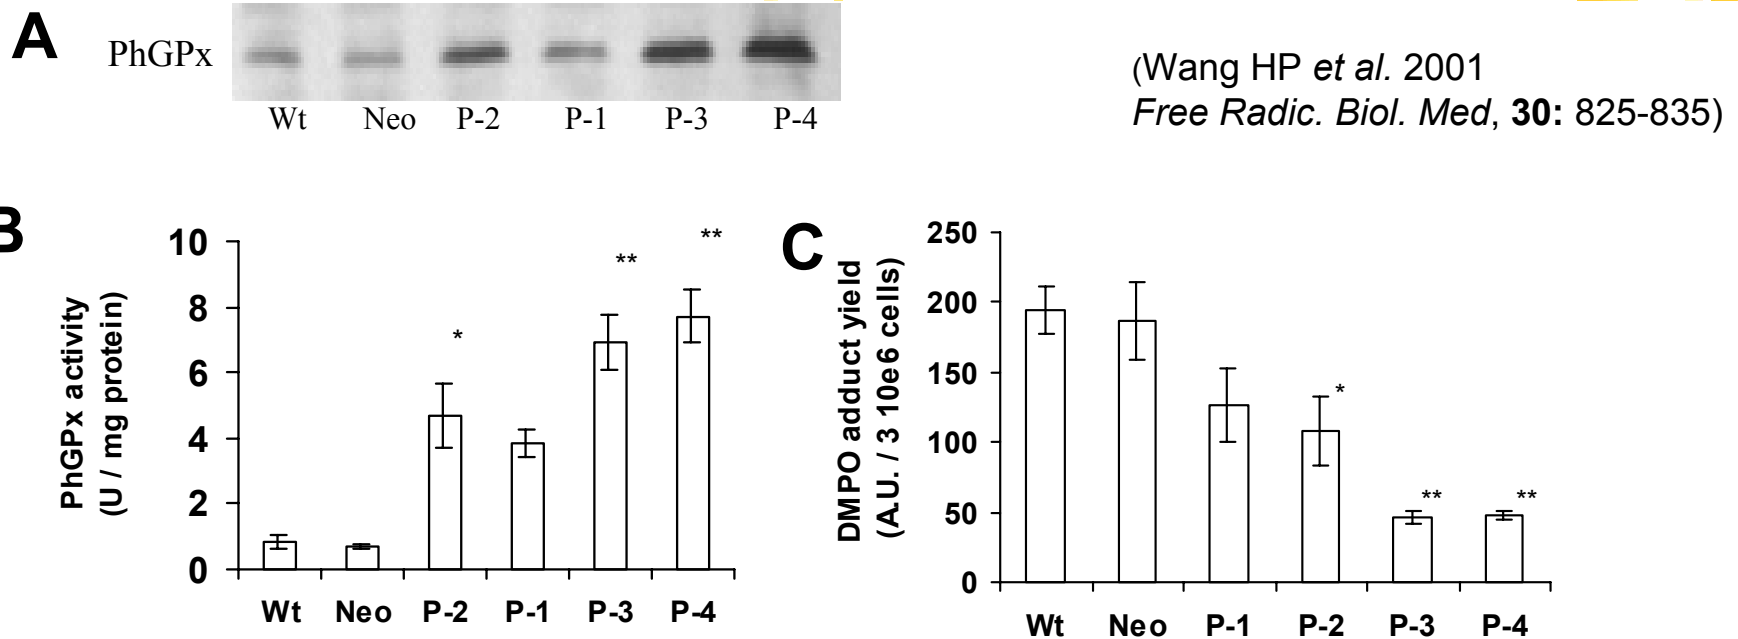 A
PhGPx
Wt Neo P-2 P-1 P-3 P-4
(Wang HP et al. 2001
Free Radic. Biol. Med, 30: 825-835)
B
PhGPx activity
(U / mg protein)
10
8
6
4
2
0
*
**
**
Wt Neo P-2 P-1 P-3 P-4
C
DMPO adduct yield
(A.U. / 3 10e6 cells)
250
200
150
100
50
0
*
**
**
Wt Neo P-1 P-2 P-3 P-4